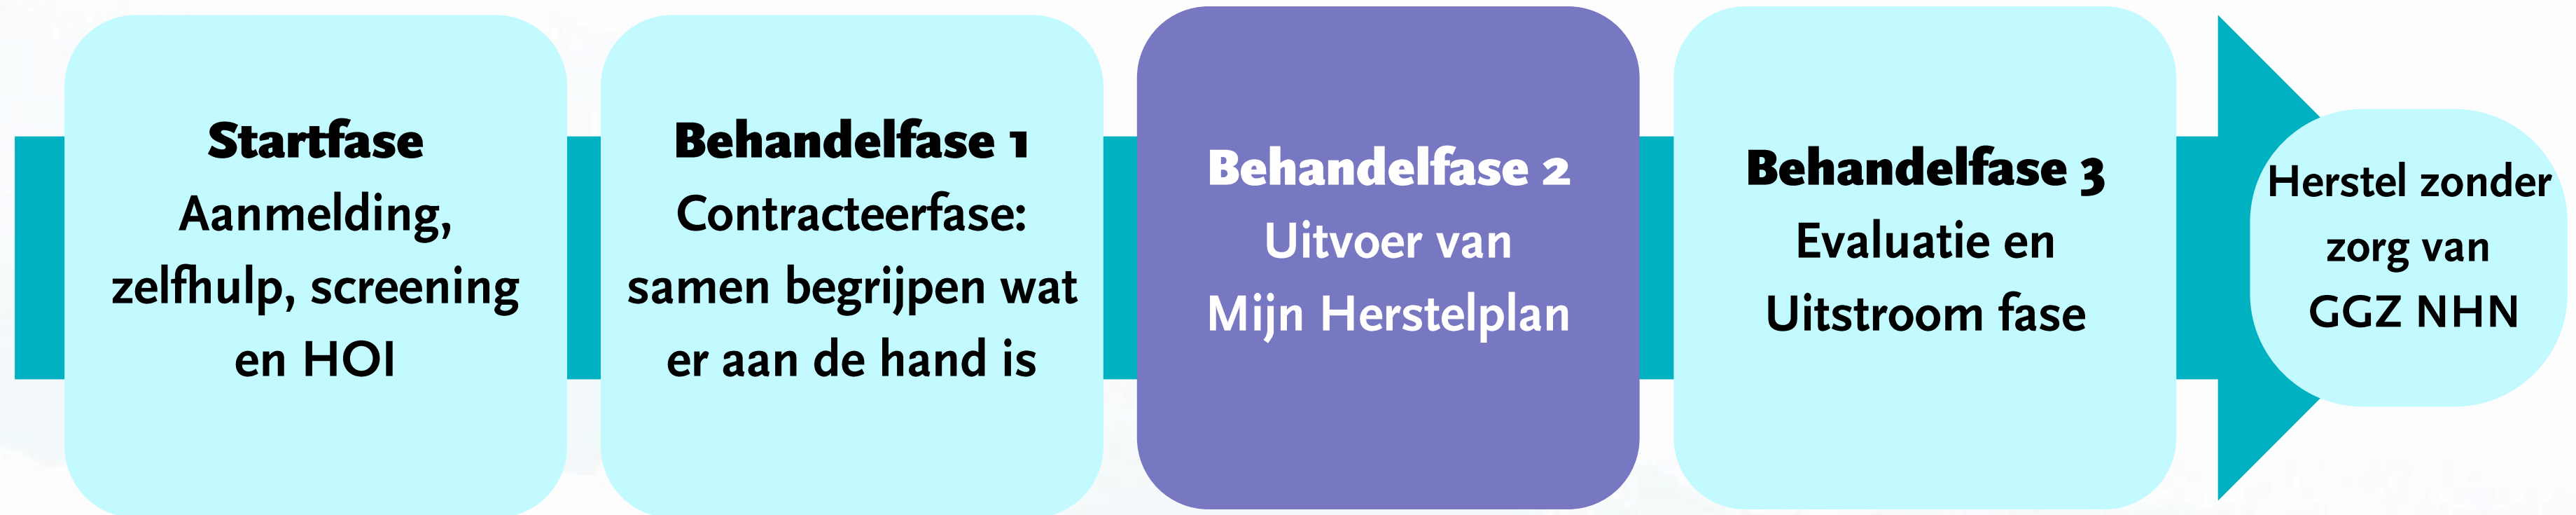 Startfase
Aanmelding,
zelfhulp, screening
en HOI
Behandelfase 1
Contracteerfase:
samen begrijpen wat
er aan de hand is
Behandelfase 2
Uitvoer van
Mijn Herstelplan
Behandelfase 3
Evaluatie en
Uitstroom fase
Herstel zonder
zorg van
GGZ NHN